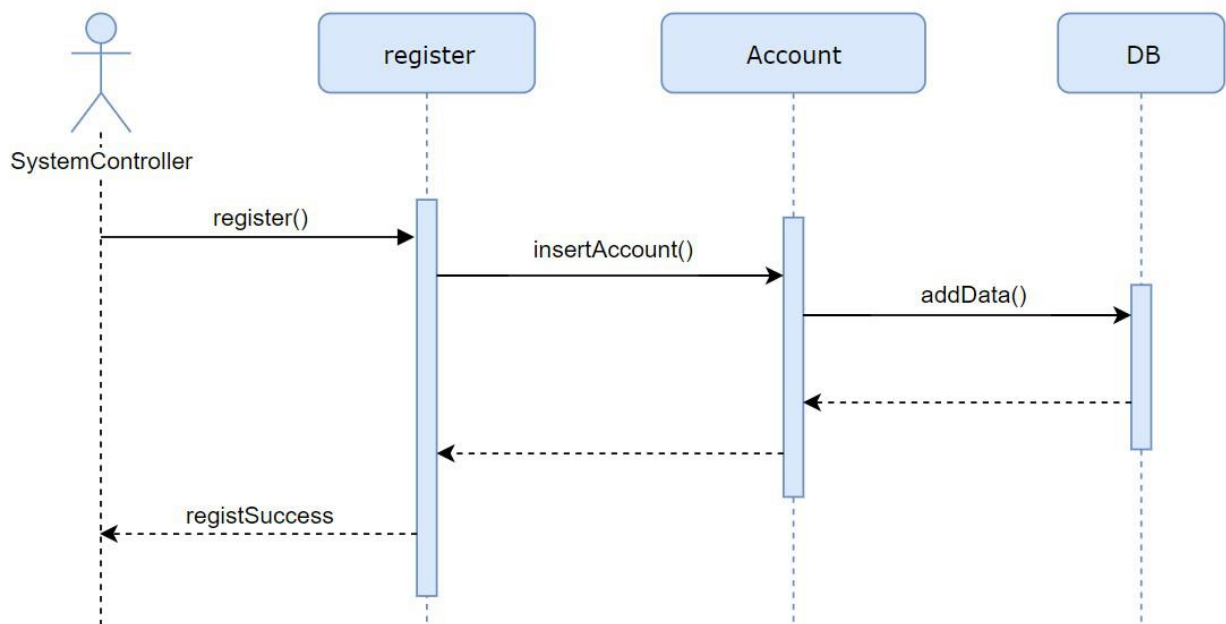 register
Account
DB
SystemController
register()
insertAccount()
addData()
registSuccess